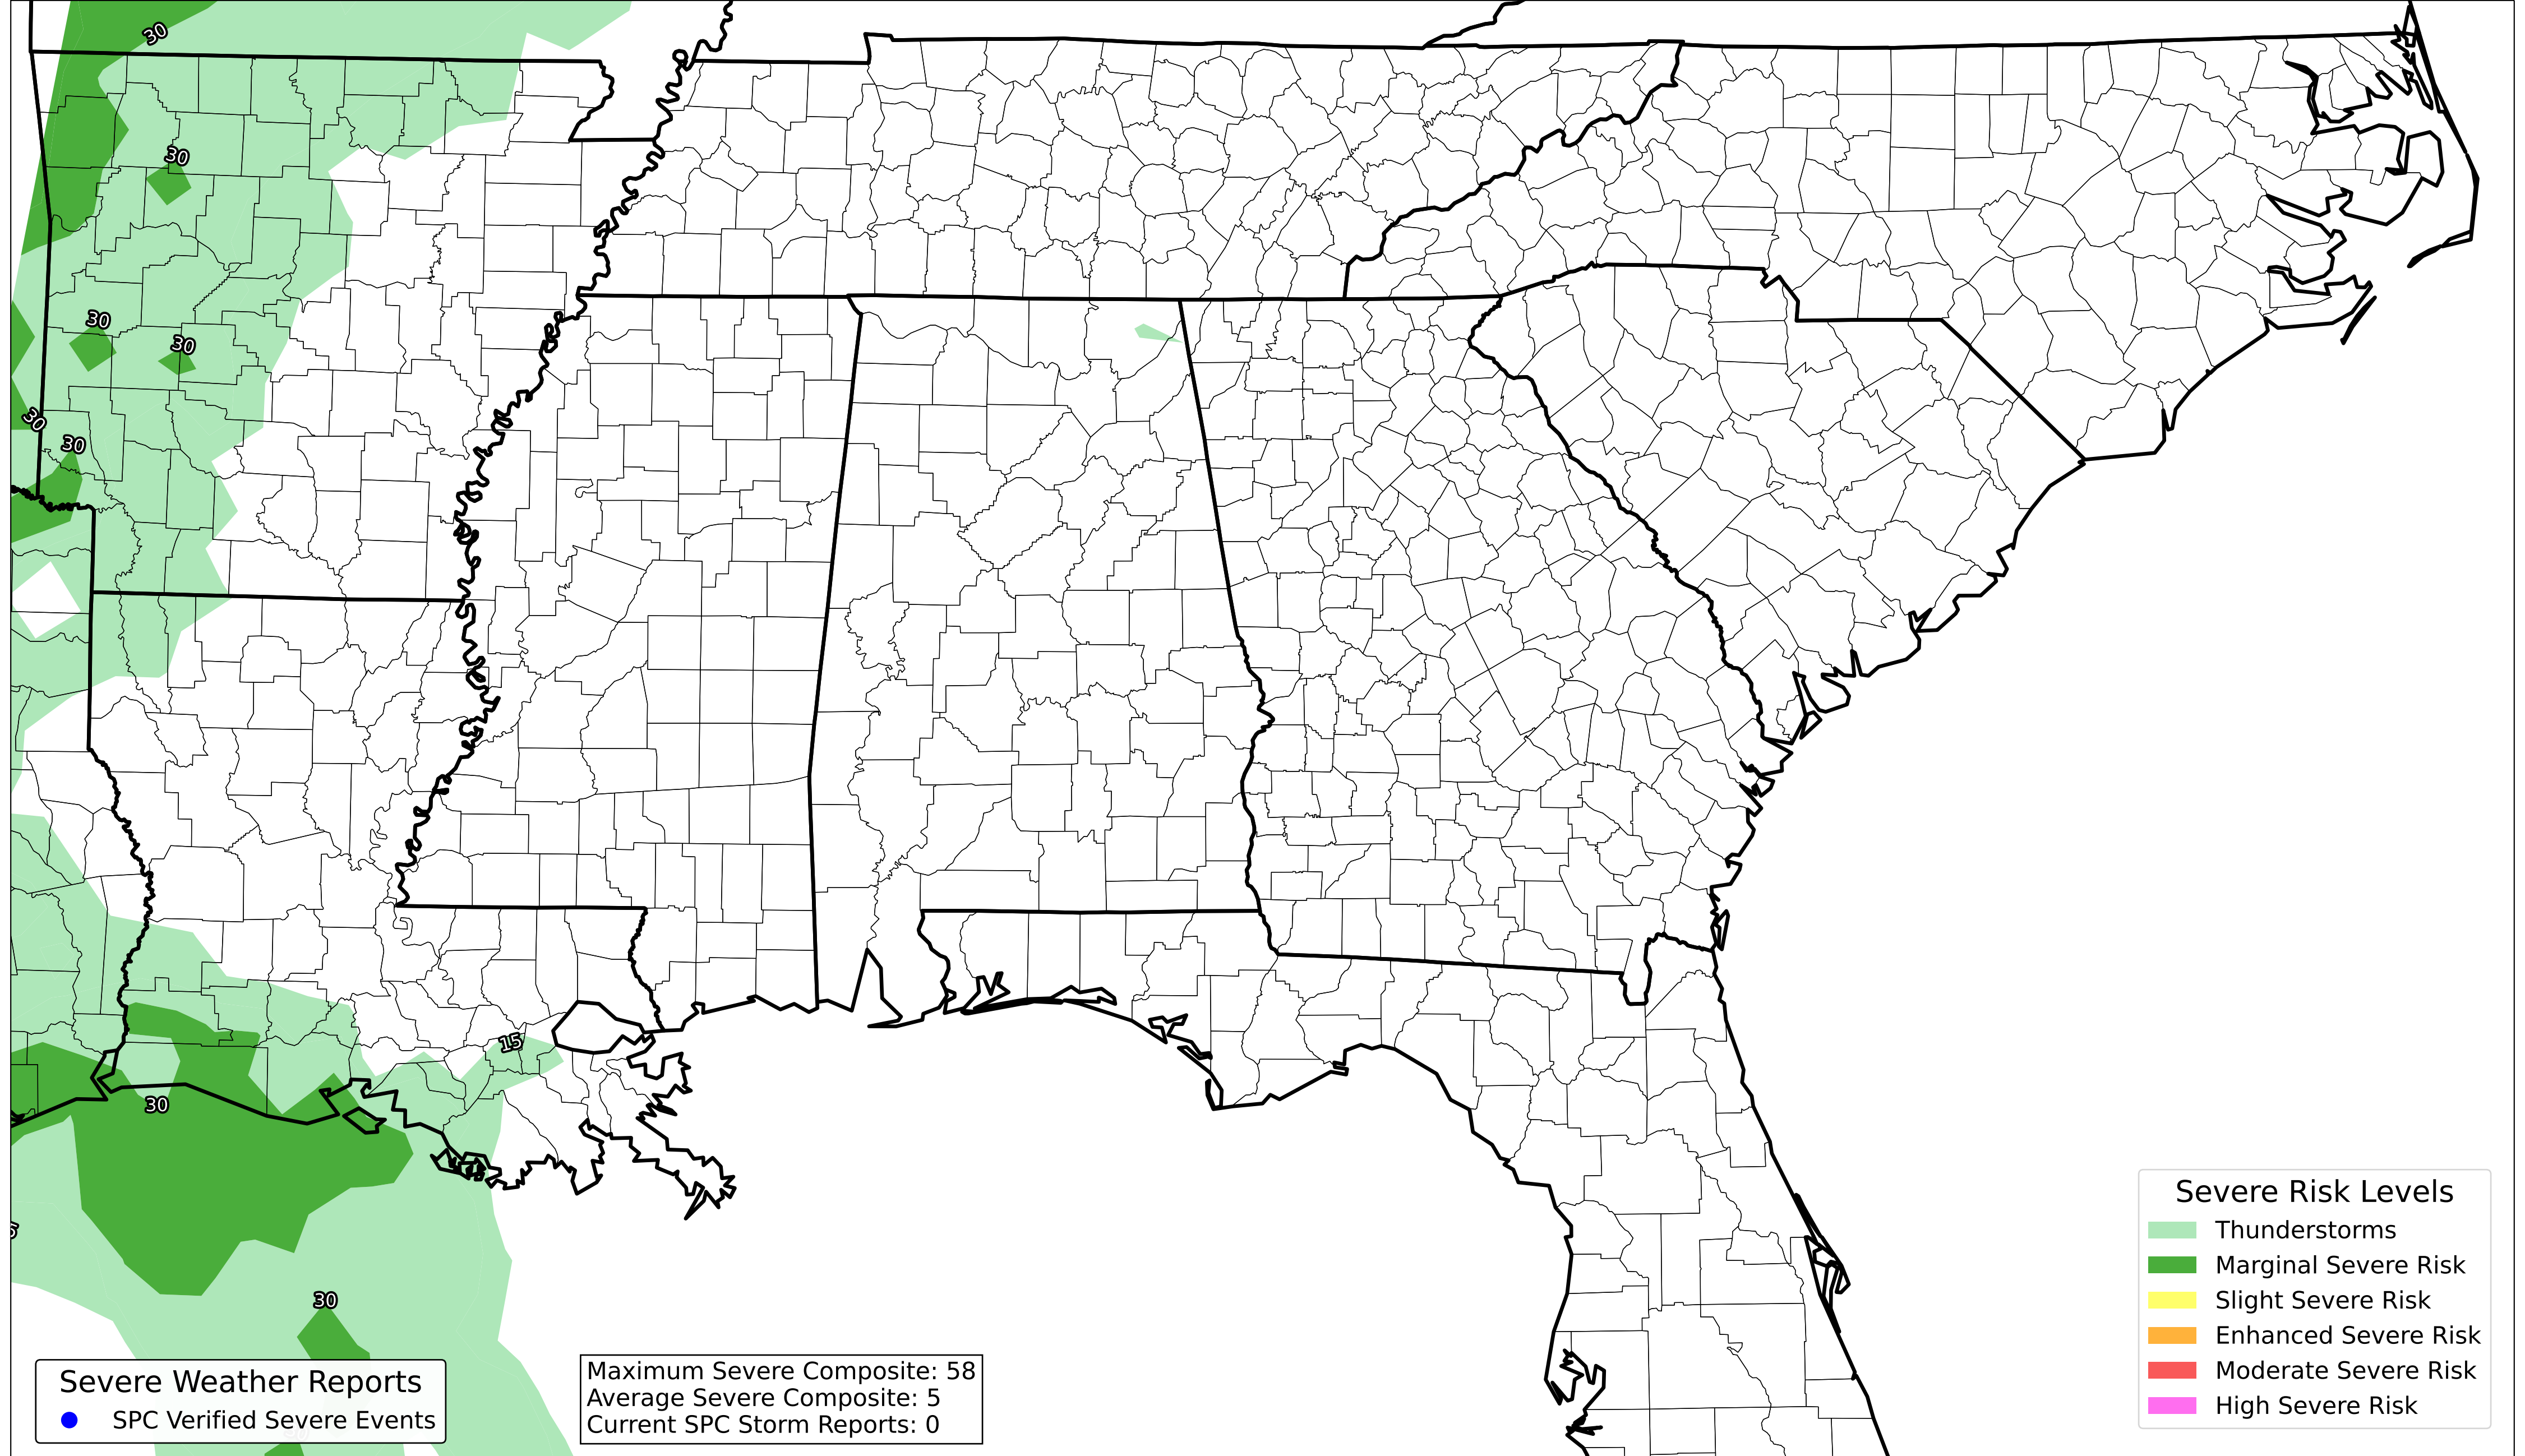 30
30
30
30
30
30
15
30
30
Severe Risk Levels
Thunderstorms
Marginal Severe Risk
Slight Severe Risk
Enhanced Severe Risk
Moderate Severe Risk
High Severe Risk
Severe Weather Reports
SPC Verified Severe Events
Maximum Severe Composite: 58
Average Severe Composite: 5
Current SPC Storm Reports: 0